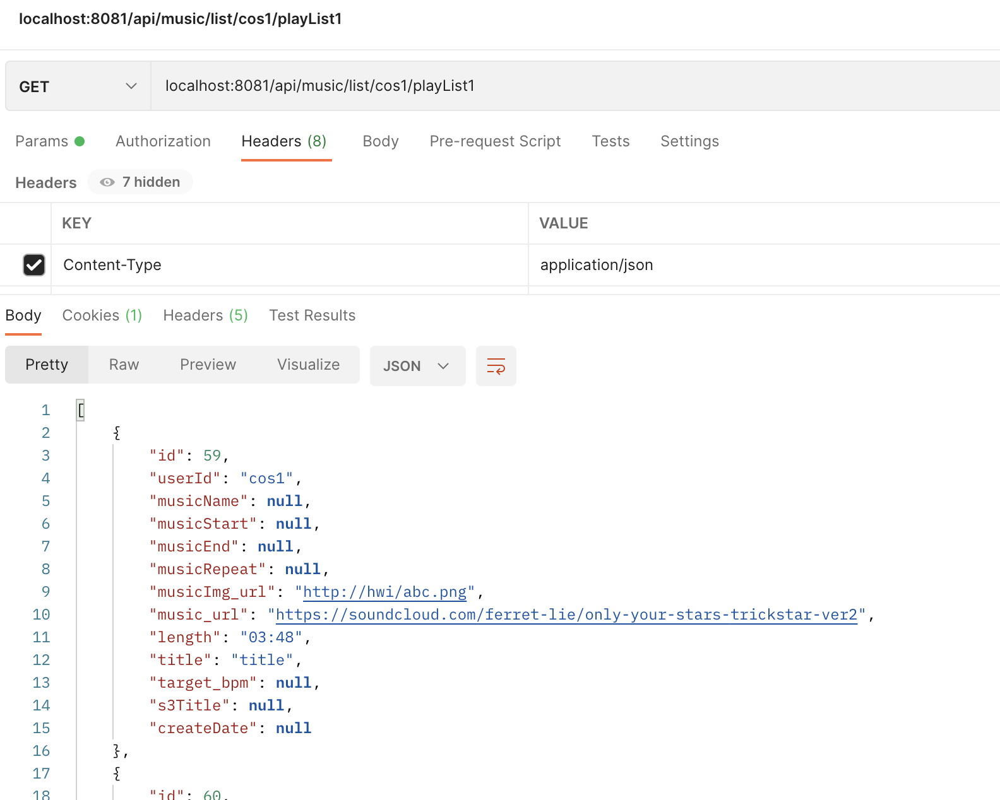 localhost:8081/api/music/list/cos1/playList1
GET localhost:8081/api/music/list/cos1/playList1
Params Authorization Headers (8) Body Pre-request Script Tests Settings
Headers 7 hidden
KEY VALUE
Content-Type application/json
Body Cookies (1) Headers (5) Test Results
Pretty Raw Preview Visualize JSON
1 [
2 {
3 "id": 59,
4 "userId": "cos1",
5 "musicName": null,
6 "musicStart": null,
7 "musicEnd": null,
8 "musicRepeat": null,
9 "musicImg_url": "http://hwi/abc.png",
10 "music_url": "https://soundcloud.com/ferret-lie/only-your-stars-trickstar-ver2",
11 "length": "03:48",
12 "title": "title",
13 "target_bpm": null,
14 "s3Title": null,
15 "createDate": null
16 },
17 {
18 "id": 60,